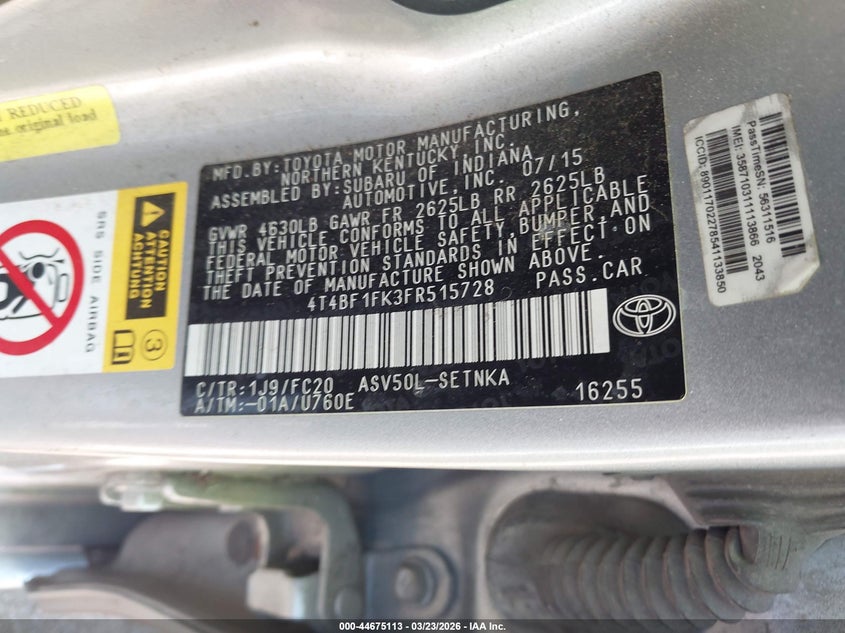 REDUCED
original load
CAUTION
ATTENTION
ACHTUNG
SRS SIDE AIRBAG
3
MFD.BY:TOYOTA MOTOR MANUFACTURING,
NORTHERN KENTUCKY INC.
ASSEMBLED BY:SUBARU OF INDIANA
AUTOMOTIVE,INC. 07/15
GVWR 4630LB GAWR FR 2625LB RR 2625LB
THIS VEHICLE CONFORMS TO ALL APPLICABLE
FEDERAL MOTOR VEHICLE SAFETY,BUMPER,AND
THEFT PREVENTION STANDARDS IN EFFECT ON
THE DATE OF MANUFACTURE SHOWN ABOVE.
4T4BF1FK3FR515728 PASS.CAR
C/TR:1J9/FC20 ASV50L-SETNKA
A/TM:-01A/U760E 16255
PassTimeSN: 56311516
IMEI: 358710311113866 2043
ICCID: 89011702278541133850
000-44675113 - 03/23/2026 - IAA Inc.